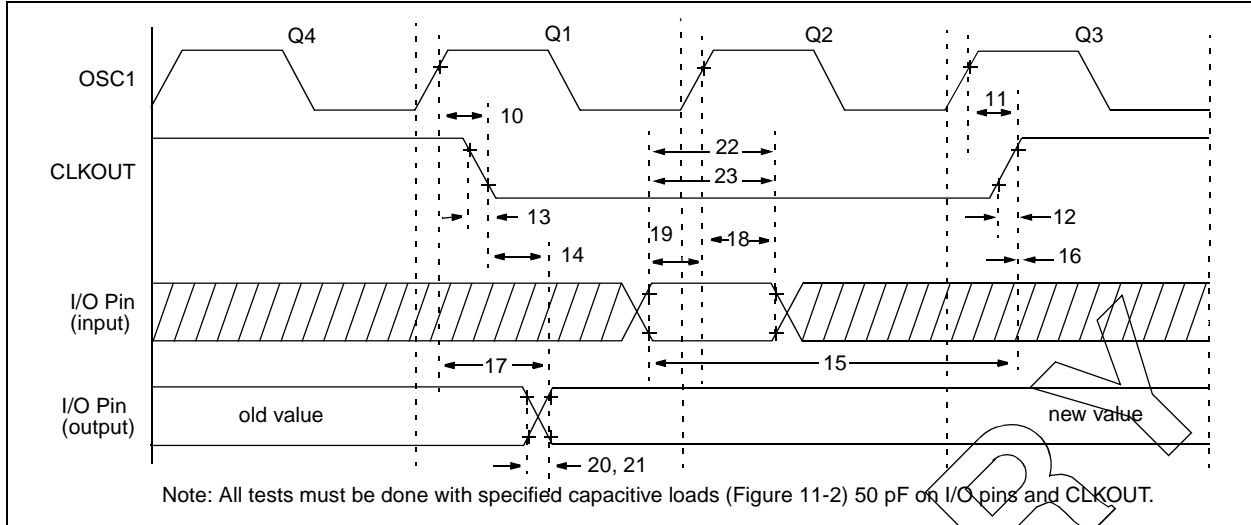 Q4 Q1 Q2 Q3
OSC1
10 11
CLKOUT
22
23
13 12
19 18
14 16
I/O Pin
(input)
17 15
I/O Pin
(output)
old value new value
20, 21
Note: All tests must be done with specified capacitive loads (Figure 11-2) 50 pF on I/O pins and CLKOUT.
R Y